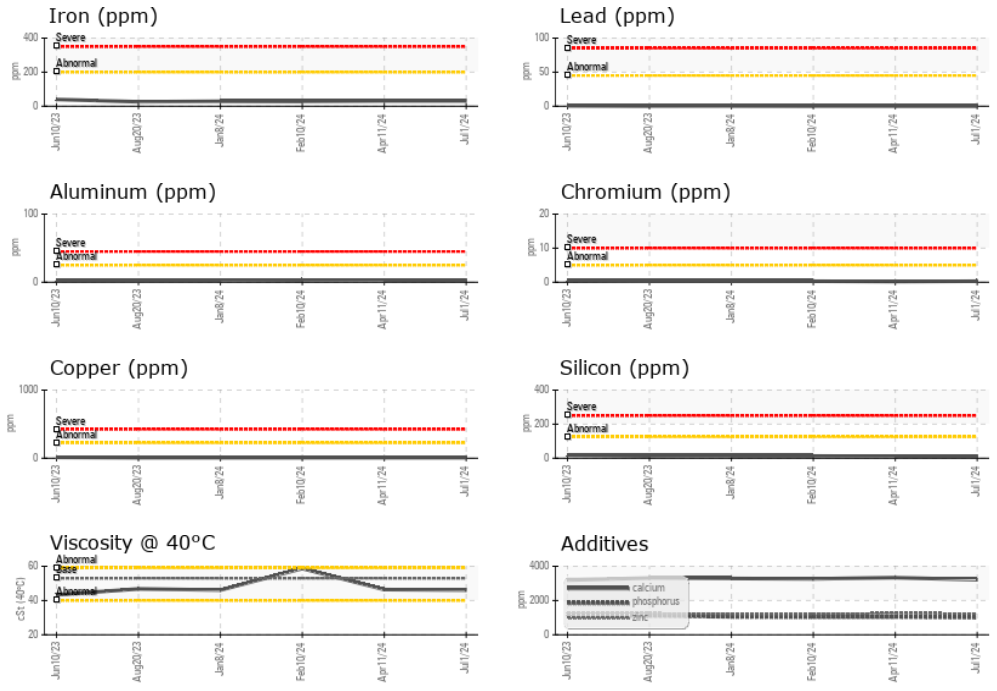 Iron (ppm)
400
200
0
ppm
Severe
Abnormal
Jun10/23
Aug20/23
Jan8/24
Feb10/24
Apr11/24
Jul1/24
Lead (ppm)
100
50
0
ppm
Severe
Abnormal
Jun10/23
Aug20/23
Jan8/24
Feb10/24
Apr11/24
Jul1/24
Aluminum (ppm)
100
50
0
ppm
Severe
Abnormal
Jun10/23
Aug20/23
Jan8/24
Feb10/24
Apr11/24
Jul1/24
Chromium (ppm)
20
10
0
ppm
Severe
Abnormal
Jun10/23
Aug20/23
Jan8/24
Feb10/24
Apr11/24
Jul1/24
Copper (ppm)
1000
0
ppm
Severe
Abnormal
Jun10/23
Aug20/23
Jan8/24
Feb10/24
Apr11/24
Jul1/24
Silicon (ppm)
400
200
0
ppm
Severe
Abnormal
Jun10/23
Aug20/23
Jan8/24
Feb10/24
Apr11/24
Jul1/24
Viscosity @ 40°C
60
40
20
cSt (40°C)
Abnormal
Base
Abnormal
Jun10/23
Aug20/23
Jan8/24
Feb10/24
Apr11/24
Jul1/24
Additives
4000
2000
0
ppm
calcium
phosphorus
zinc
Jun10/23
Aug20/23
Jan8/24
Feb10/24
Apr11/24
Jul1/24